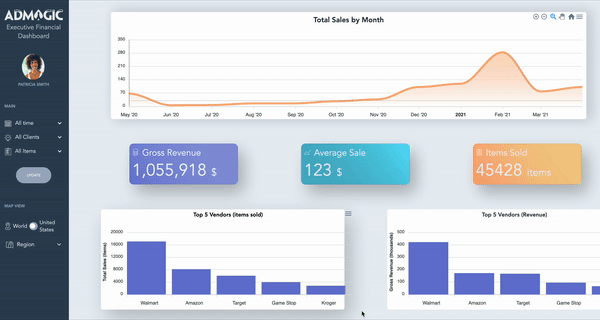 ADMAGIC
Executive Financial
Dashboard
PATRICIA SMITH
MAIN
All time
All Clients
All Items
UPDATE
MAP VIEW
World
United
States
Region
Total Sales by Month
350
280
210
140
70
0
May '20
Jun '20
Jul '20
Aug '20
Sep '20
Oct '20
Nov '20
Dec '20
2021
Feb '21
Mar '21
Gross Revenue
1,055,918 $
Average Sale
123 $
Items Sold
45428 items
Top 5 Vendors (items sold)
Total Sales (items)
20000
16000
12000
8000
4000
0
Walmart
Amazon
Target
Game Stop
Kroger
Top 5 Vendors (Revenue)
Gross Revenue (thousands)
500
400
300
200
100
0
Walmart
Amazon
Target
Game Stop